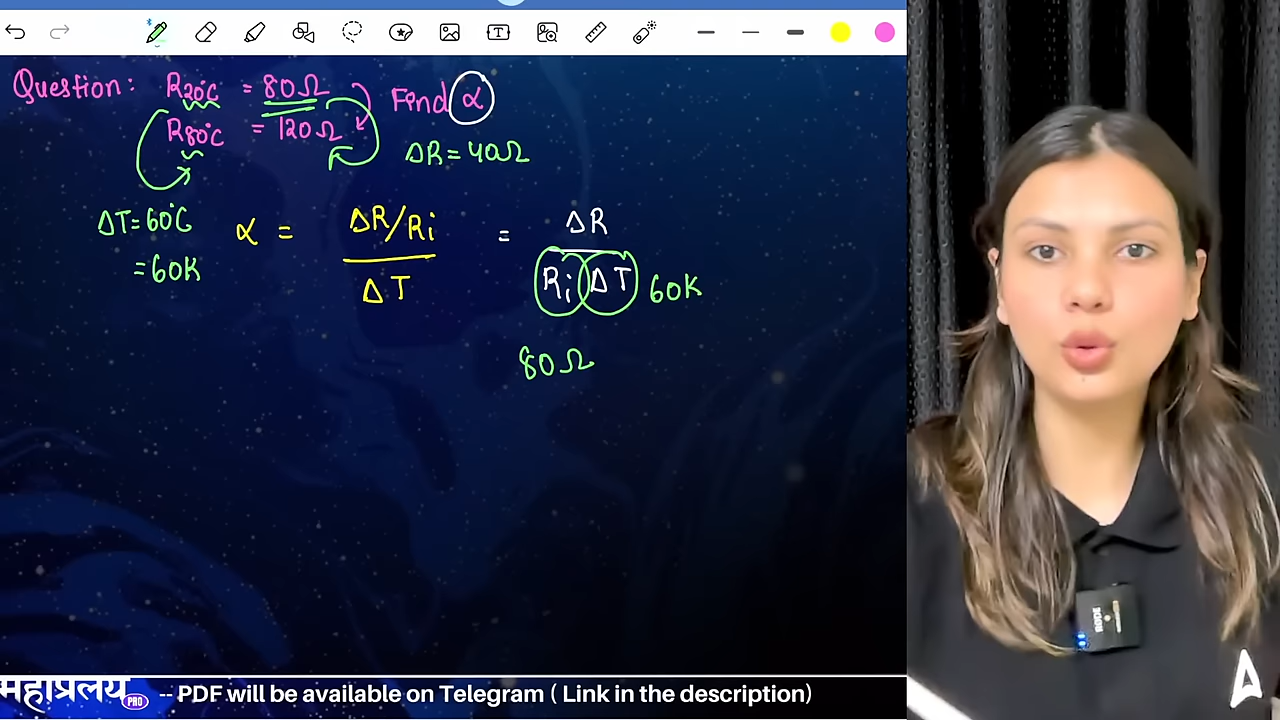 Question: R20°C = 80Ω Find α
R80°C = 120Ω
ΔR = 40Ω
ΔT = 60°C
= 60K
α = ΔR/Ri
ΔT
= ΔR
Ri ΔT 60K
80Ω
महाप्रलय PRO -- PDF will be available on Telegram ( Link in the description)
RODE